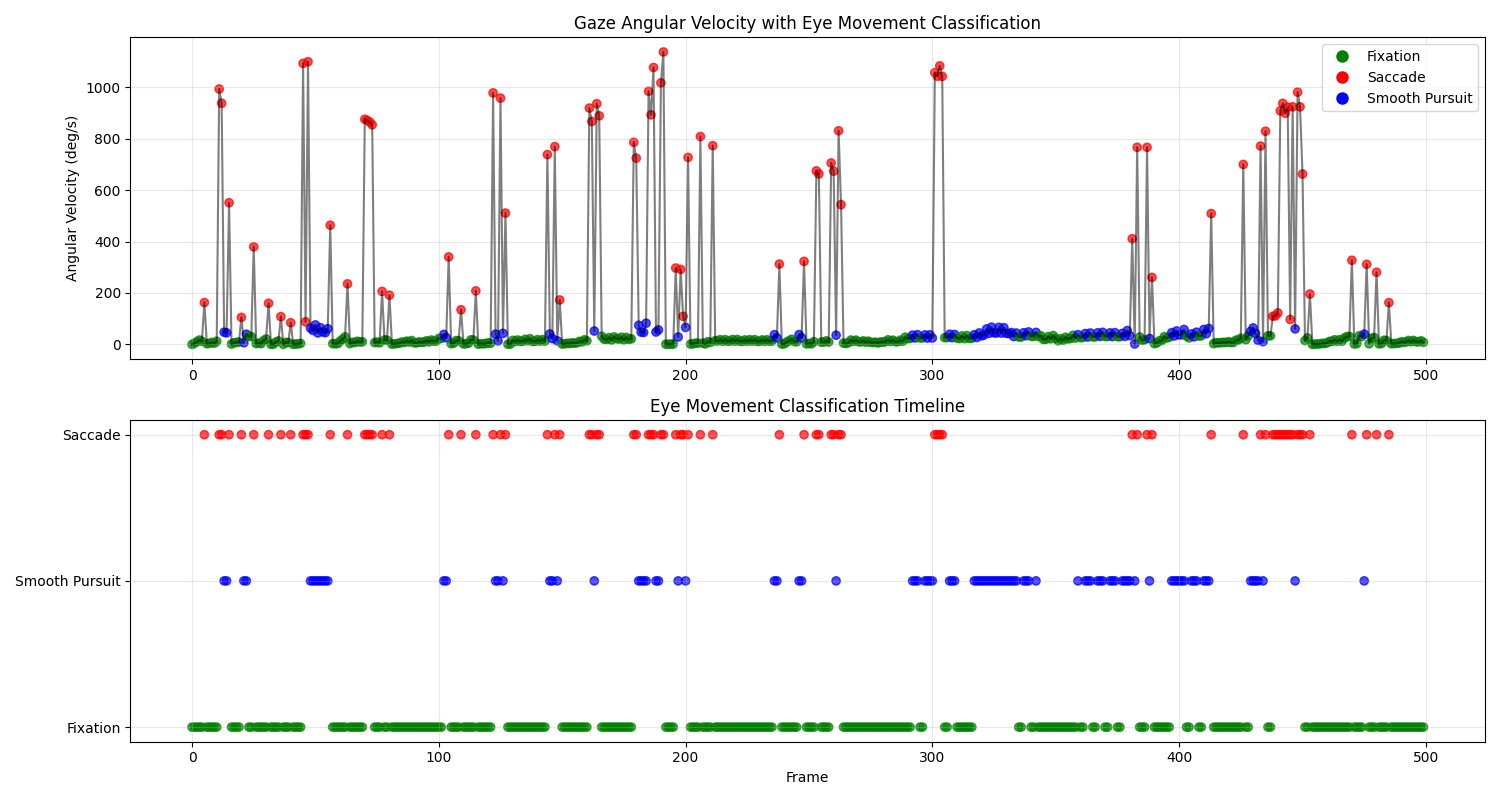 Gaze Angular Velocity with Eye Movement Classification
Angular Velocity (deg/s)
1000
800
600
400
200
0
Fixation
Saccade
Smooth Pursuit
0 100 200 300 400 500
Eye Movement Classification Timeline
Saccade
Smooth Pursuit
Fixation
0 100 200 300 400 500
Frame